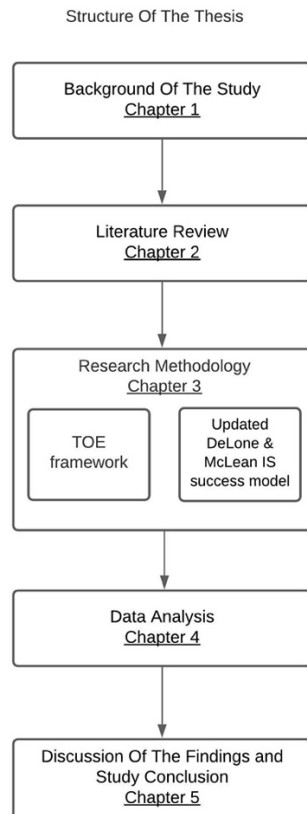 Structure Of The Thesis
Background Of The Study
Chapter 1
Literature Review
Chapter 2
Research Methodology
Chapter 3
TOE
framework
Updated
DeLone &
McLean IS
success model
Data Analysis
Chapter 4
Discussion Of The Findings and
Study Conclusion
Chapter 5